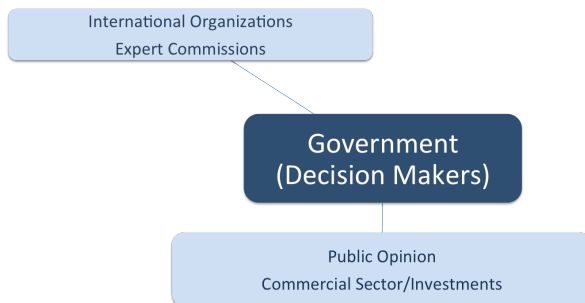 International Organizations
Expert Commissions
Government
(Decision Makers)
Public Opinion
Commercial Sector/Investments